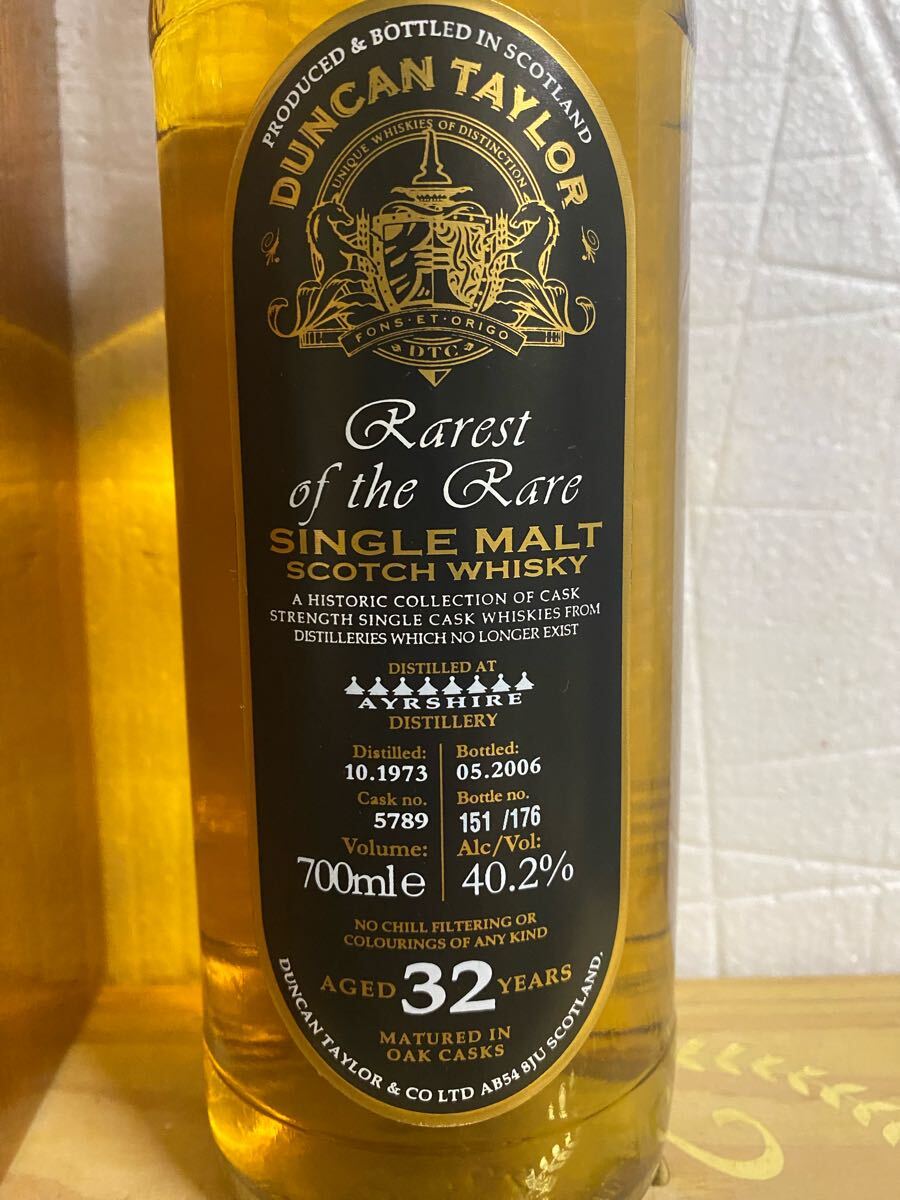 PRODUCED & BOTTLED IN SCOTLAND
DUNCAN TAYLOR
UNIQUE WHISKIES OF DISTINCTION
FONS·ET·ORIGO
DTC
Rarest
of the Rare
SINGLE MALT
SCOTCH WHISKY
A HISTORIC COLLECTION OF CASK
STRENGTH SINGLE CASK WHISKIES FROM
DISTILLERIES WHICH NO LONGER EXIST
DISTILLED AT
AYRSHIRE
DISTILLERY
Distilled:
10.1973
Bottled:
05.2006
Cask no.
5789
Bottle no.
151 /176
Volume:
700ml e
Alc/Vol:
40.2%
NO CHILL FILTERING OR
COLOURINGS OF ANY KIND
AGED 32 YEARS
MATURED IN
OAK CASKS
DUNCAN TAYLOR & CO LTD AB54 8JU SCOTLAND.